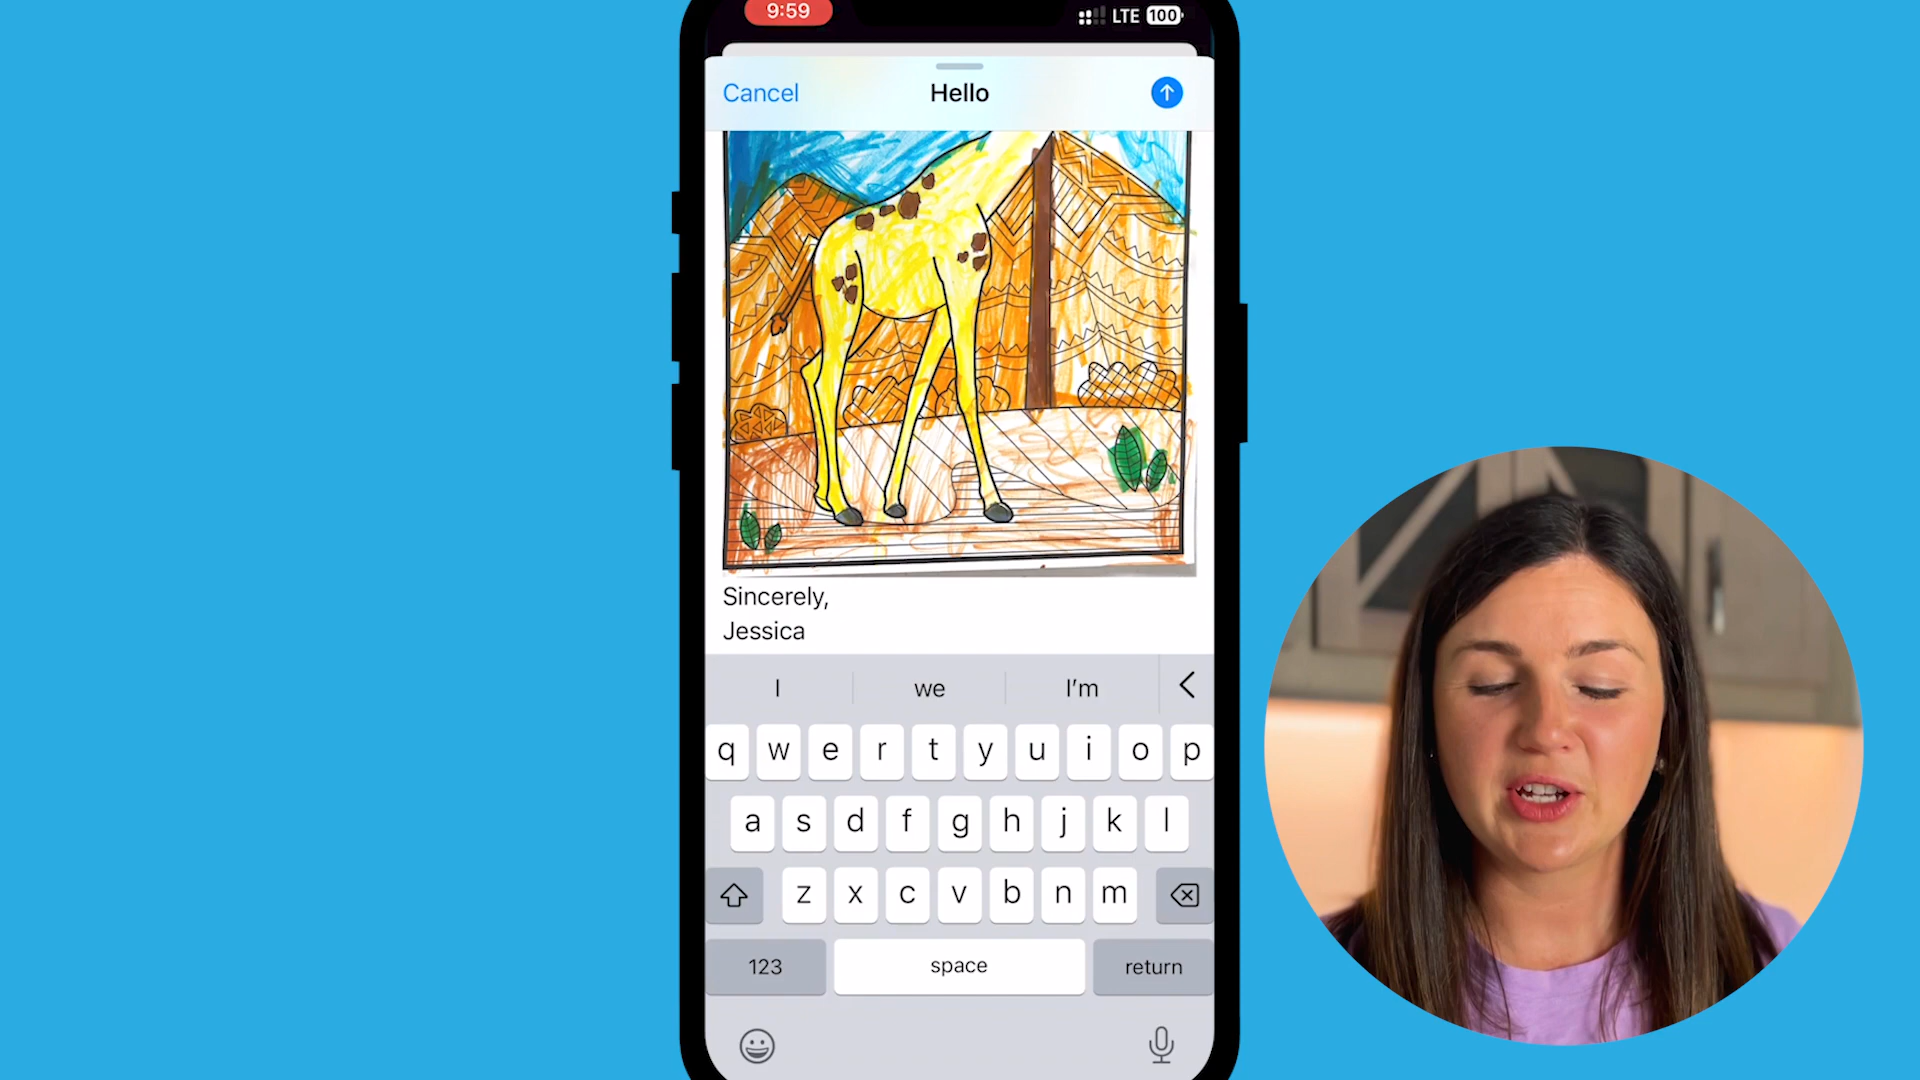 9:59 LTE 100
Cancel Hello
Sincerely,
Jessica
I we I'm
q w e r t y u i o p
a s d f g h j k l
z x c v b n m
123 space return